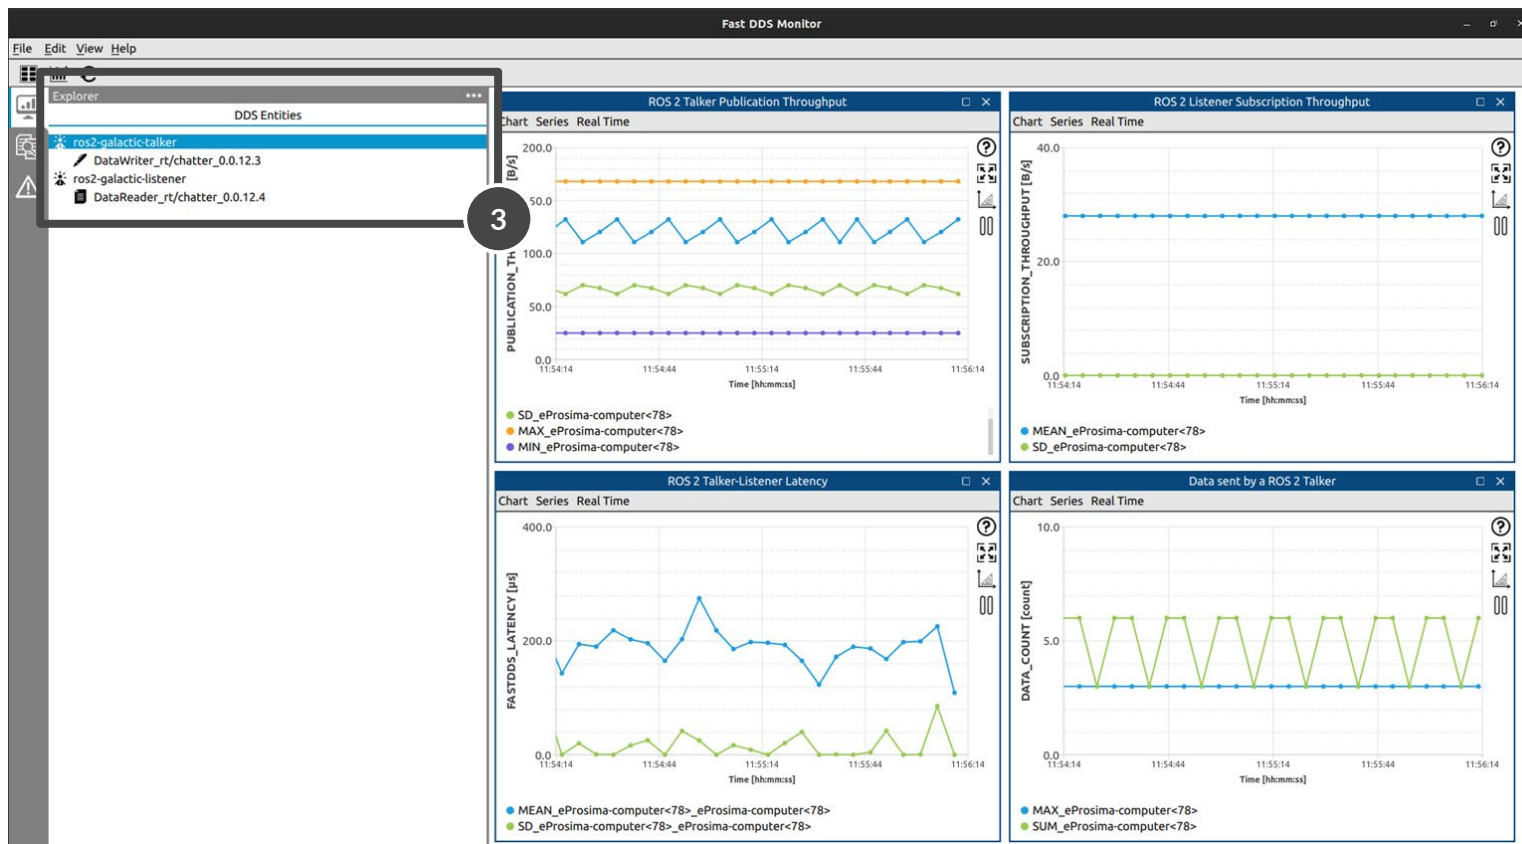 Fast DDS Monitor
File Edit View Help
Explorer
DDS Entities
ros2-galactic-talker
DataWriter_rt/chatter_0.0.12.3
ros2-galactic-listener
DataReader_rt/chatter_0.0.12.4
3
ROS 2 Talker Publication Throughput
Chart Series Real Time
200.0
50.0
100.0
50.0
0.0
PUBLICATION_TH
[B/s]
11:54:14 11:54:44 11:55:14 11:55:44 11:56:14
Time [hh:mm:ss]
SD_eProsima-computer<78>
MAX_eProsima-computer<78>
MIN_eProsima-computer<78>
ROS 2 Listener Subscription Throughput
Chart Series Real Time
40.0
20.0
0.0
SUBSCRIPTION_THROUGHPUT [B/s]
11:54:14 11:54:44 11:55:14 11:55:44 11:56:14
Time [hh:mm:ss]
MEAN_eProsima-computer<78>
SD_eProsima-computer<78>
ROS 2 Talker-Listener Latency
Chart Series Real Time
400.0
200.0
0.0
FASTDDS_LATENCY [µs]
11:54:14 11:54:44 11:55:14 11:55:44 11:56:14
Time [hh:mm:ss]
MEAN_eProsima-computer<78>_eProsima-computer<78>
SD_eProsima-computer<78>_eProsima-computer<78>
Data sent by a ROS 2 Talker
Chart Series Real Time
10.0
5.0
0.0
DATA_COUNT [count]
11:54:14 11:54:44 11:55:14 11:55:44 11:56:14
Time [hh:mm:ss]
MAX_eProsima-computer<78>
SUM_eProsima-computer<78>